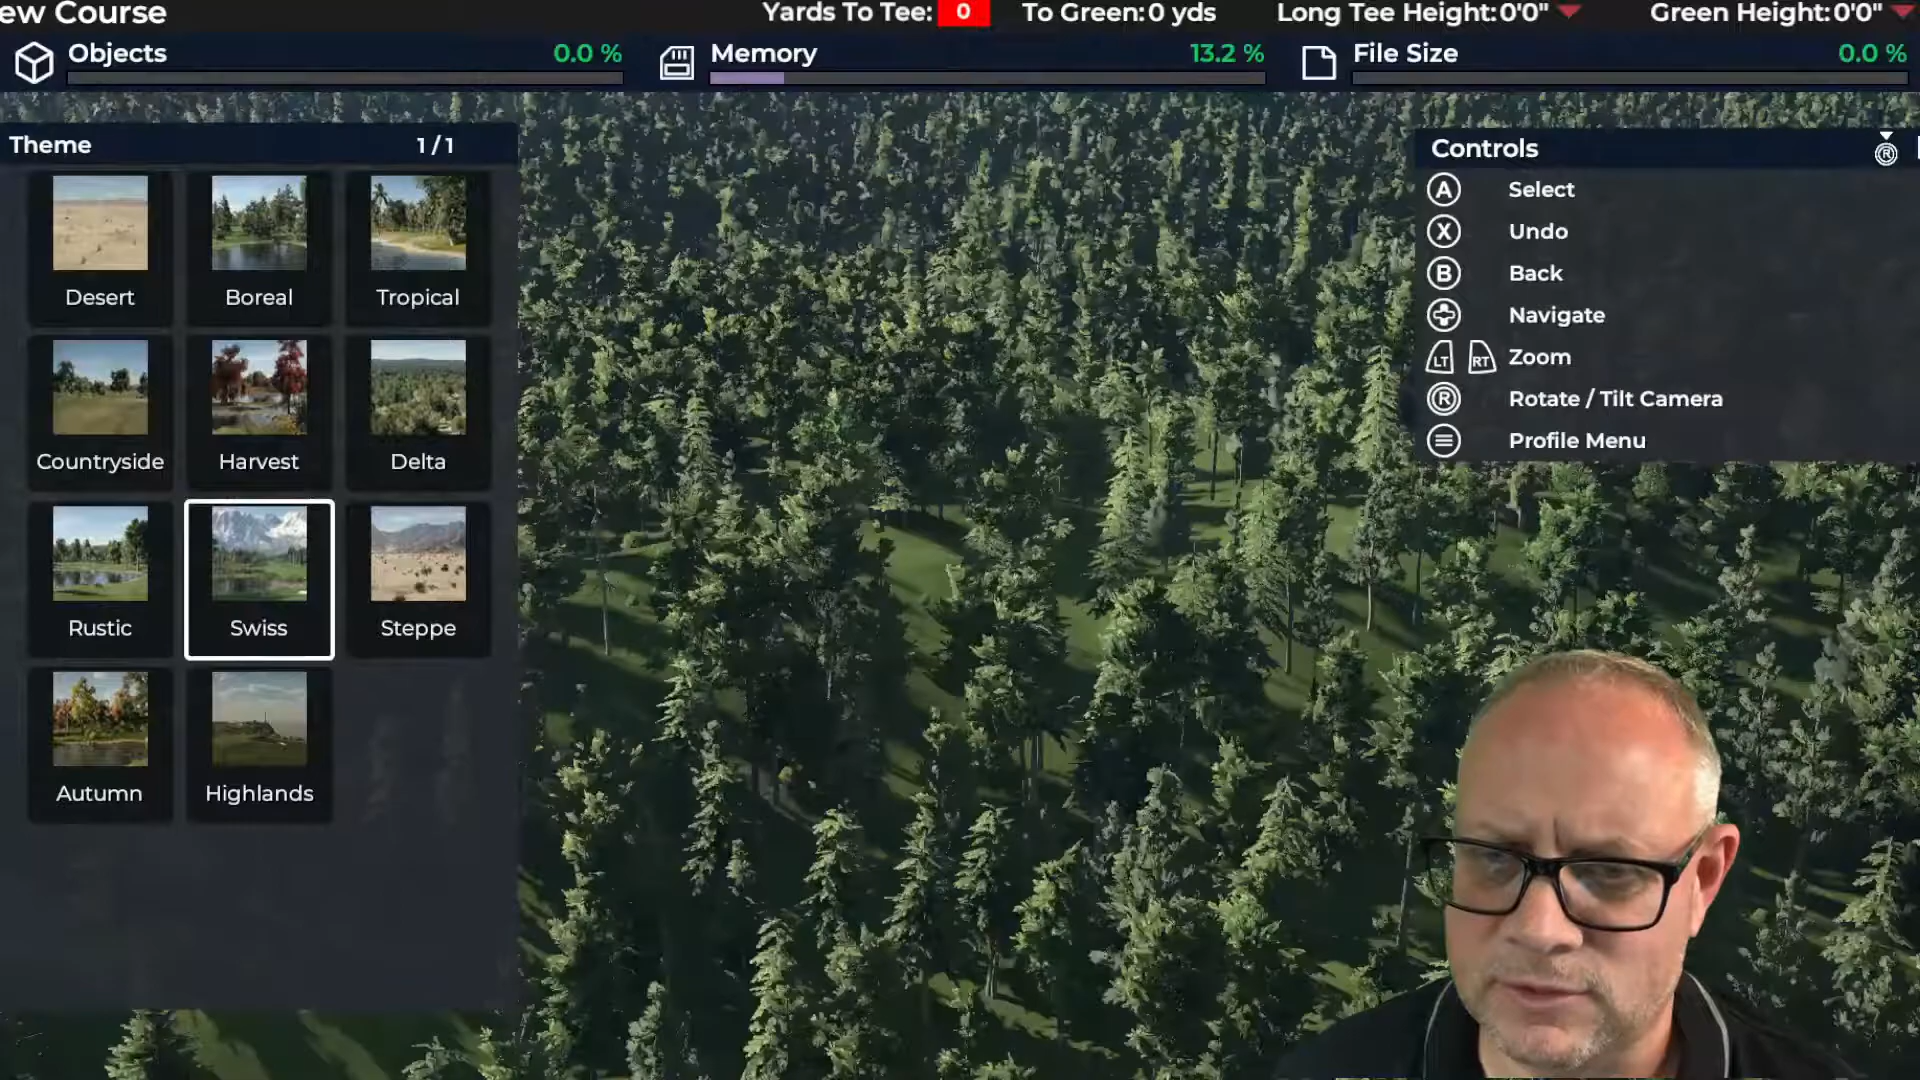 ew Course
Yards To Tee: 0
To Green: 0 yds
Long Tee Height: 0'0"
Green Height: 0'0"
Objects 0.0 %
Memory 13.2 %
File Size 0.0 %
Theme 1 / 1
Desert Boreal Tropical
Countryside Harvest Delta
Rustic Swiss Steppe
Autumn Highlands
Controls R
A Select
X Undo
B Back
Navigate
LT RT Zoom
R Rotate / Tilt Camera
Profile Menu